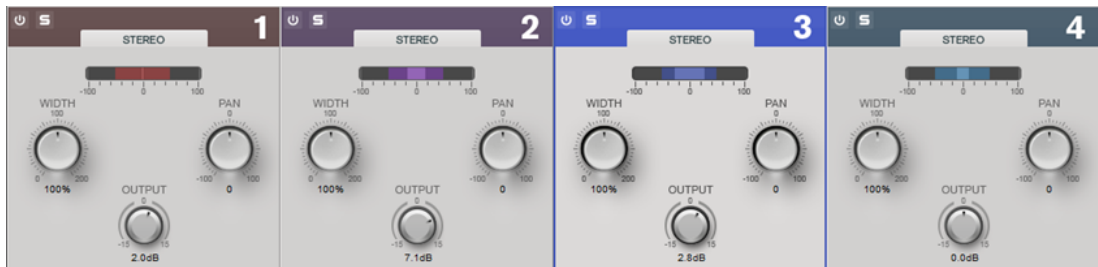 S 1 S 2 S 3 S 4
STEREO STEREO STEREO STEREO
-100 0 100 -100 0 100 -100 0 100 -100 0 100
WIDTH PAN WIDTH PAN WIDTH PAN WIDTH PAN
100 0 100 0 100 0 100 0
0 200 -100 100 0 200 -100 100 0 200 -100 100 0 200 -100 100
100% 0 100% 0 100% 0 100% 0
OUTPUT OUTPUT OUTPUT OUTPUT
0 0 0 0
-15 15 -15 15 -15 15 -15 15
2.0dB 7.1dB 2.8dB 0.0dB